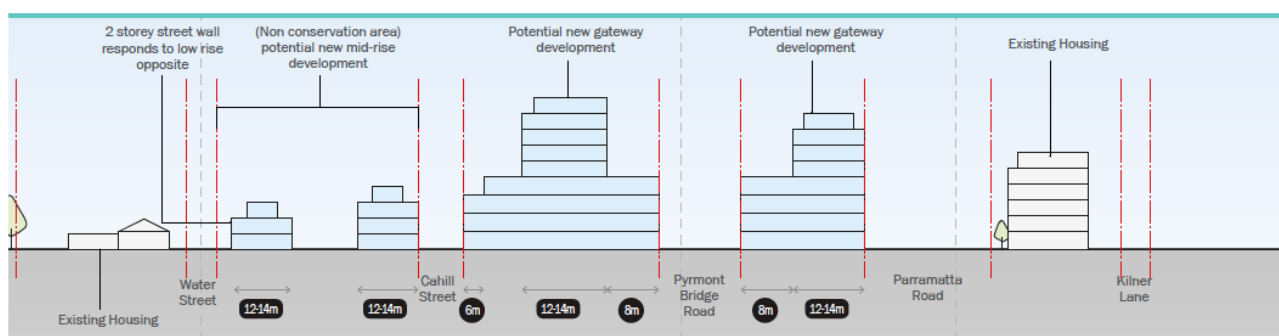 2 storey street wall
responds to low rise
opposite
(Non conservation area)
potential new mid-rise
development
Potential new gateway
development
Potential new gateway
development
Existing Housing
Water
Street
Cahill
Street
Pyrmont
Bridge
Road
Parramatta
Road
Kilner
Lane
12-14m
12-14m
6m
12-14m
8m
8m
12-14m
Existing Housing